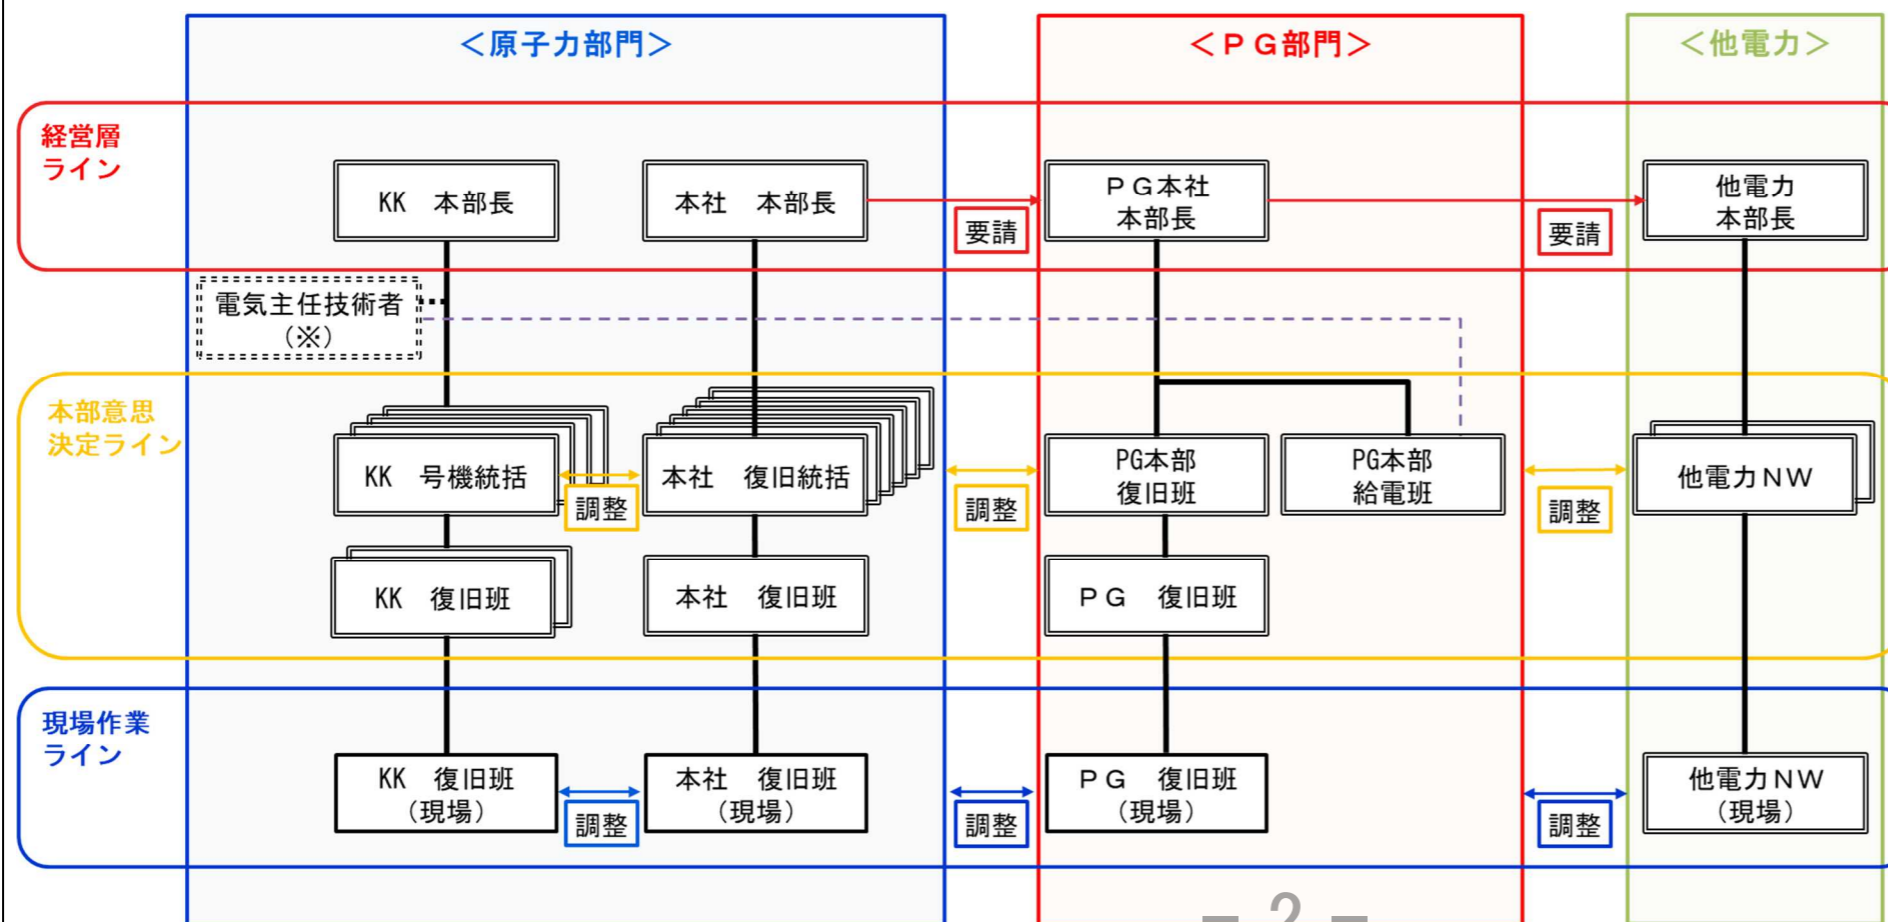 ＜原子力部門＞
＜ＰＧ部門＞
＜他電力＞
経営層
ライン
KK　本部長
本社　本部長
要請
ＰＧ本社
本部長
要請
他電力
本部長
電気主任技術者
（※）
本部意思
決定ライン
KK　号機統括
調整
本社　復旧統括
調整
PG本部
復旧班
PG本部
給電班
調整
他電力ＮＷ
KK　復旧班
本社　復旧班
ＰＧ　復旧班
現場作業
ライン
KK　復旧班
（現場）
調整
本社　復旧班
（現場）
調整
ＰＧ　復旧班
（現場）
調整
他電力ＮＷ
（現場）
－ 2 －